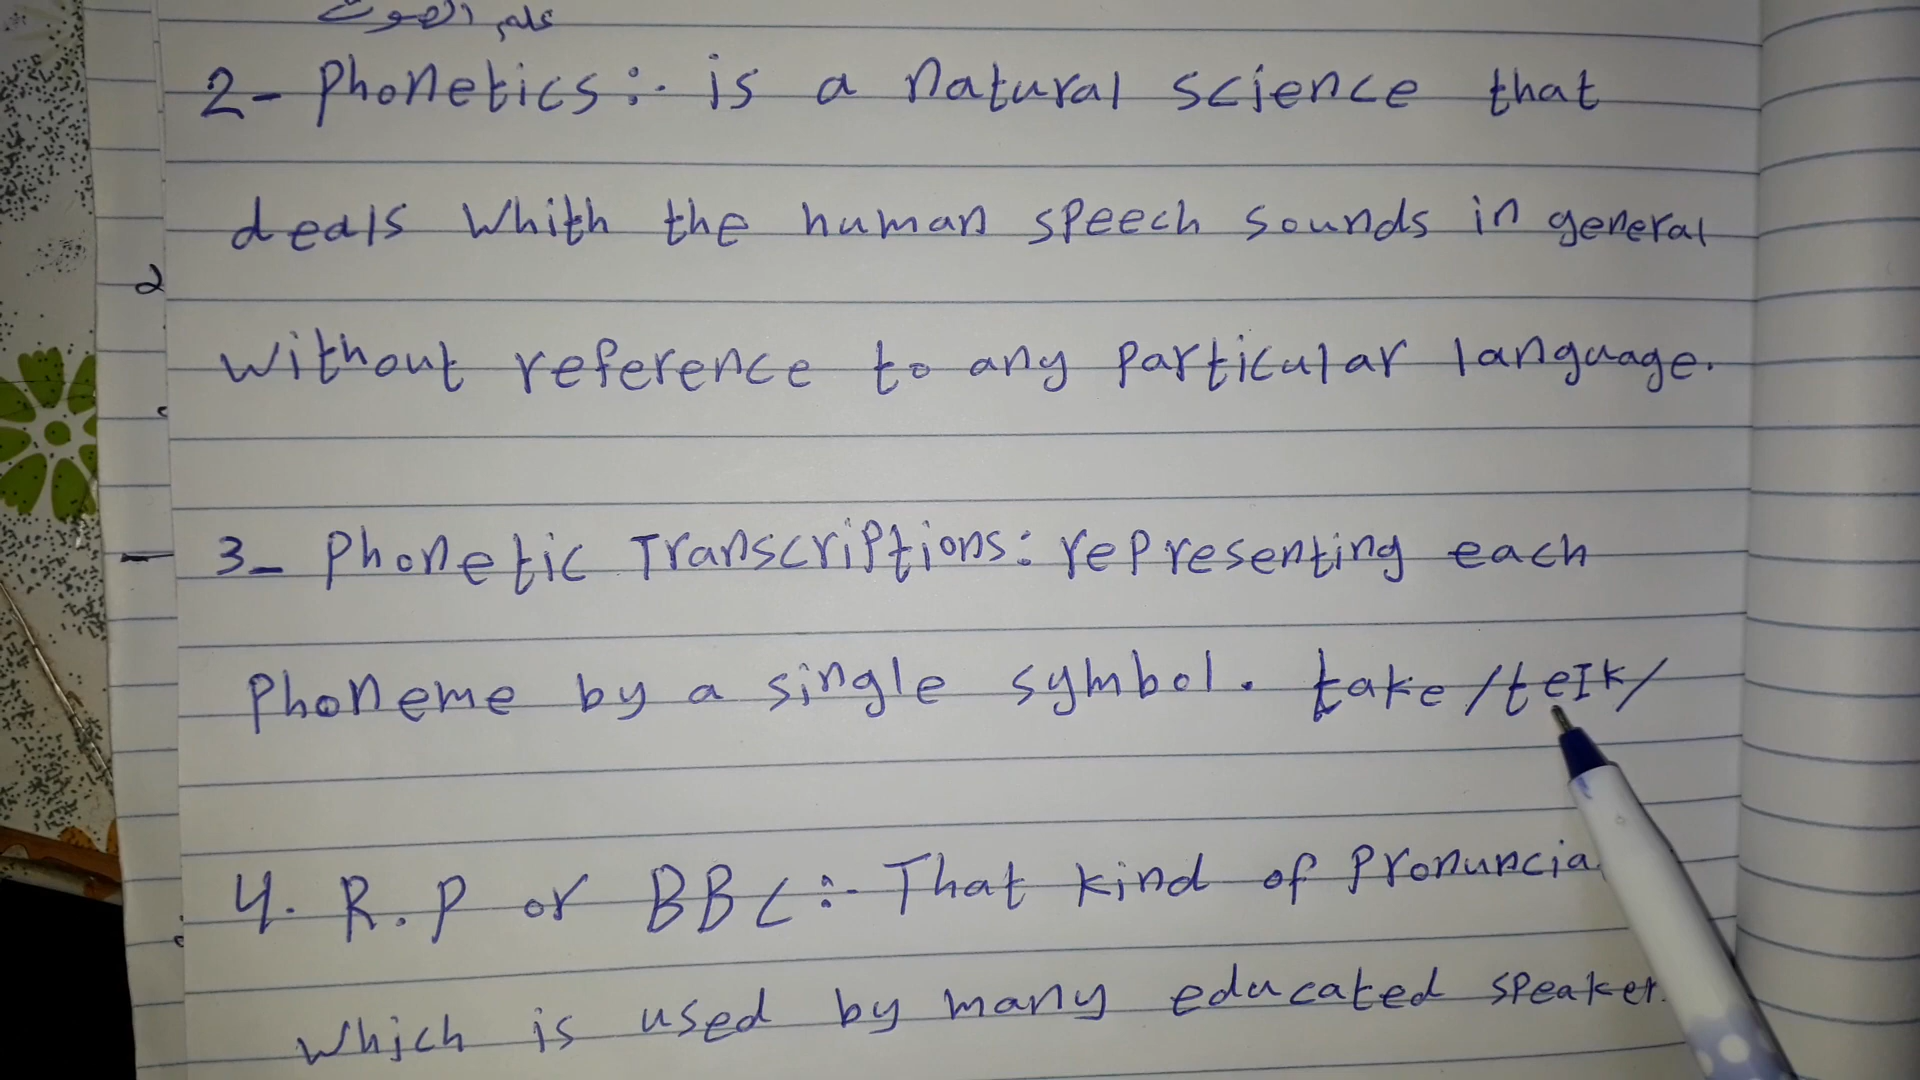 علم الصوت
2- Phonetics:- is a natural science that
deals Whith the human speech sounds in general
without reference to any particular language.
3- Phonetic Transcriptions: representing each
Phoneme by a single symbol. take /teIk/
4. R.P or BBC:- That kind of Pronuncia
which is used by many educated speaker